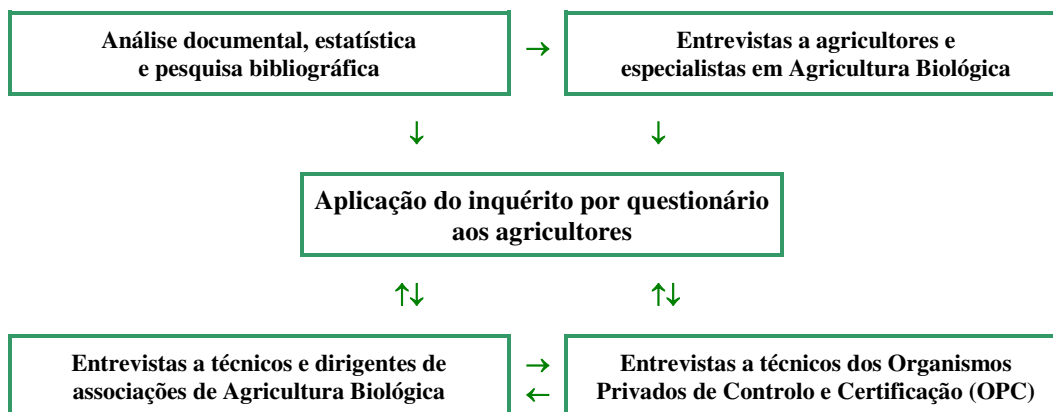 Análise documental, estatística
e pesquisa bibliográfica
→
Entrevistas a agricultores e
especialistas em Agricultura Biológica
↓ ↓
Aplicação do inquérito por questionário
aos agricultores
↑↓ ↑↓
Entrevistas a técnicos e dirigentes de
associações de Agricultura Biológica
→
←
Entrevistas a técnicos dos Organismos
Privados de Controlo e Certificação (OPC)